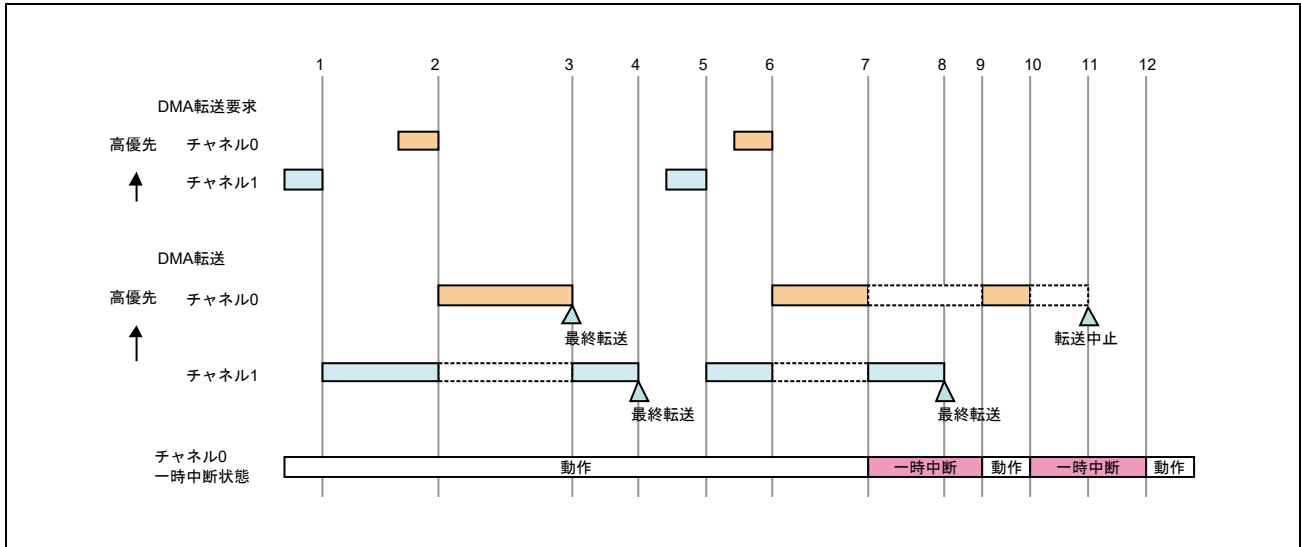 1 2 3 4 5 6 7 8 9 10 11 12
DMA転送要求
高優先 チャネル0
チャネル1
DMA転送
高優先 チャネル0
最終転送 転送中止
チャネル1
最終転送 最終転送
チャネル0
一時中断状態
動作 一時中断 動作 一時中断 動作